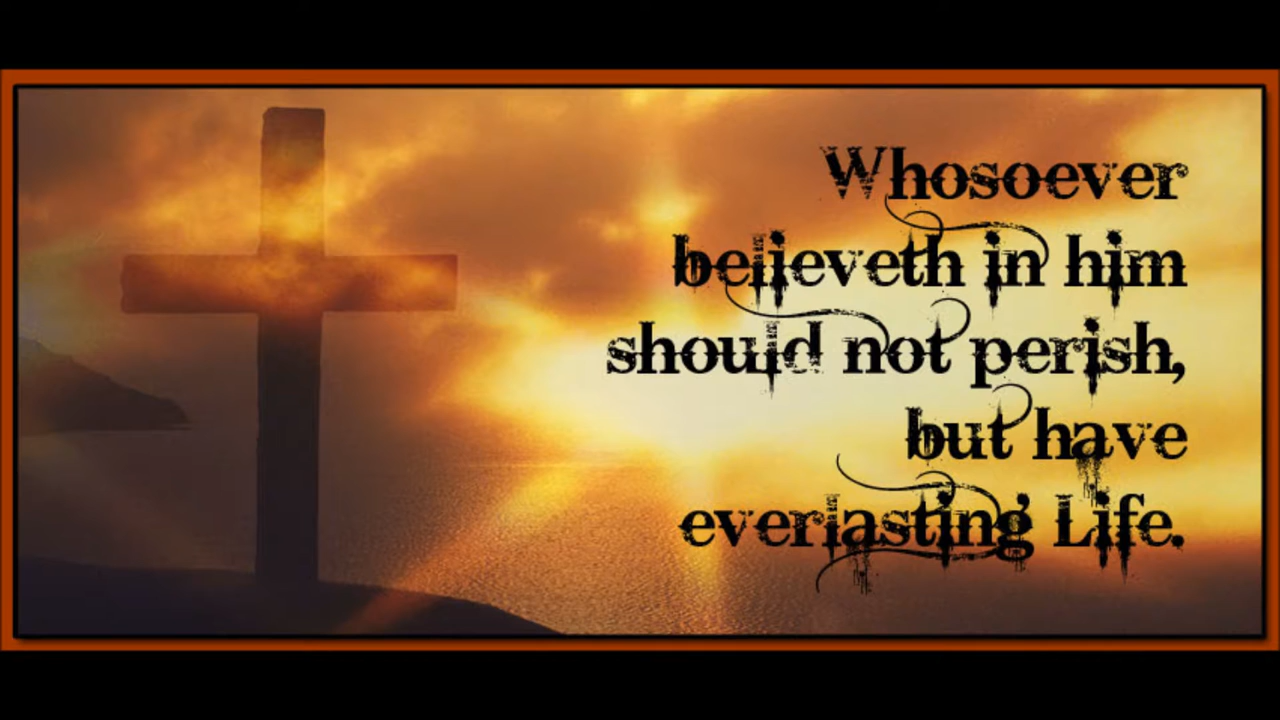 Whosoever
believeth in him
should not perish,
but have
everlasting Life.